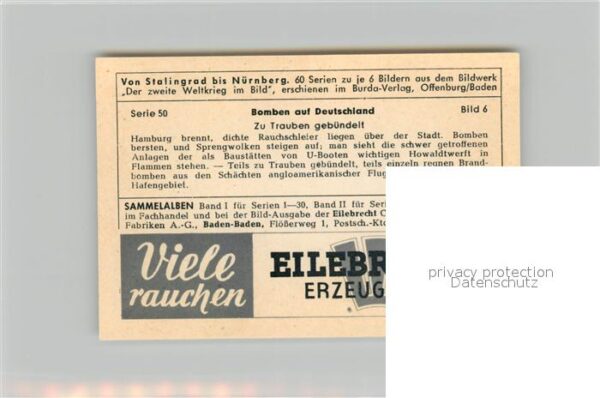 Von Stalingrad bis Nürnberg. 60 Serien zu je 6 Bildern aus dem Bildwerk
„Der zweite Weltkrieg im Bild", erschienen im Burda-Verlag, Offenburg/Baden
Serie 50 Bomben auf Deutschland Bild 6
Zu Trauben gebündelt
Hamburg brennt, dichte Rauchschleier liegen über der Stadt. Bomben
bersten, und Sprengwolken steigen auf; man sieht die schwer getroffenen
Anlagen der als Baustätten von U-Booten wichtigen Howaldtwerft in
Flammen stehen. — Teils zu Trauben gebündelt, teils einzeln regnen Brand-
bomben aus den Schächten angloamerikanischer Flug
Hafengebiet.
SAMMELALBEN Band I für Serien I—30, Band II für Ser
im Fachhandel und bei der Bild-Ausgabe der Eilebrecht C
Fabriken A.-G., Baden-Baden, Flößerweg 1, Postsch.-Kto
Viele
rauchen
EILEBR
ERZEUG
privacy protection
Datenschutz